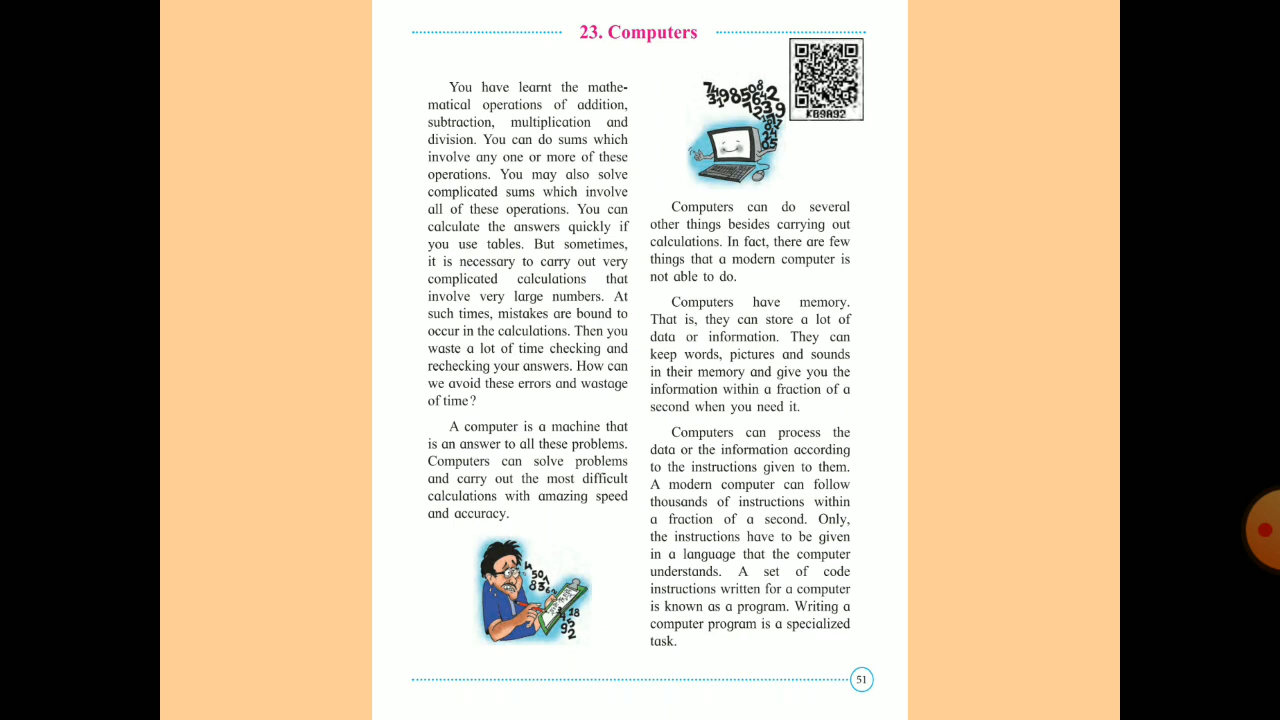 23. Computers
You have learnt the mathe-
matical operations of addition,
subtraction, multiplication and
division. You can do sums which
involve any one or more of these
operations. You may also solve
complicated sums which involve
all of these operations. You can
calculate the answers quickly if
you use tables. But sometimes,
it is necessary to carry out very
complicated calculations that
involve very large numbers. At
such times, mistakes are bound to
occur in the calculations. Then you
waste a lot of time checking and
rechecking your answers. How can
we avoid these errors and wastage
of time?
A computer is a machine that
is an answer to all these problems.
Computers can solve problems
and carry out the most difficult
calculations with amazing speed
and accuracy.
KB9A92
Computers can do several
other things besides carrying out
calculations. In fact, there are few
things that a modern computer is
not able to do.
Computers have memory.
That is, they can store a lot of
data or information. They can
keep words, pictures and sounds
in their memory and give you the
information within a fraction of a
second when you need it.
Computers can process the
data or the information according
to the instructions given to them.
A modern computer can follow
thousands of instructions within
a fraction of a second. Only,
the instructions have to be given
in a language that the computer
understands. A set of code
instructions written for a computer
is known as a program. Writing a
computer program is a specialized
task.
51